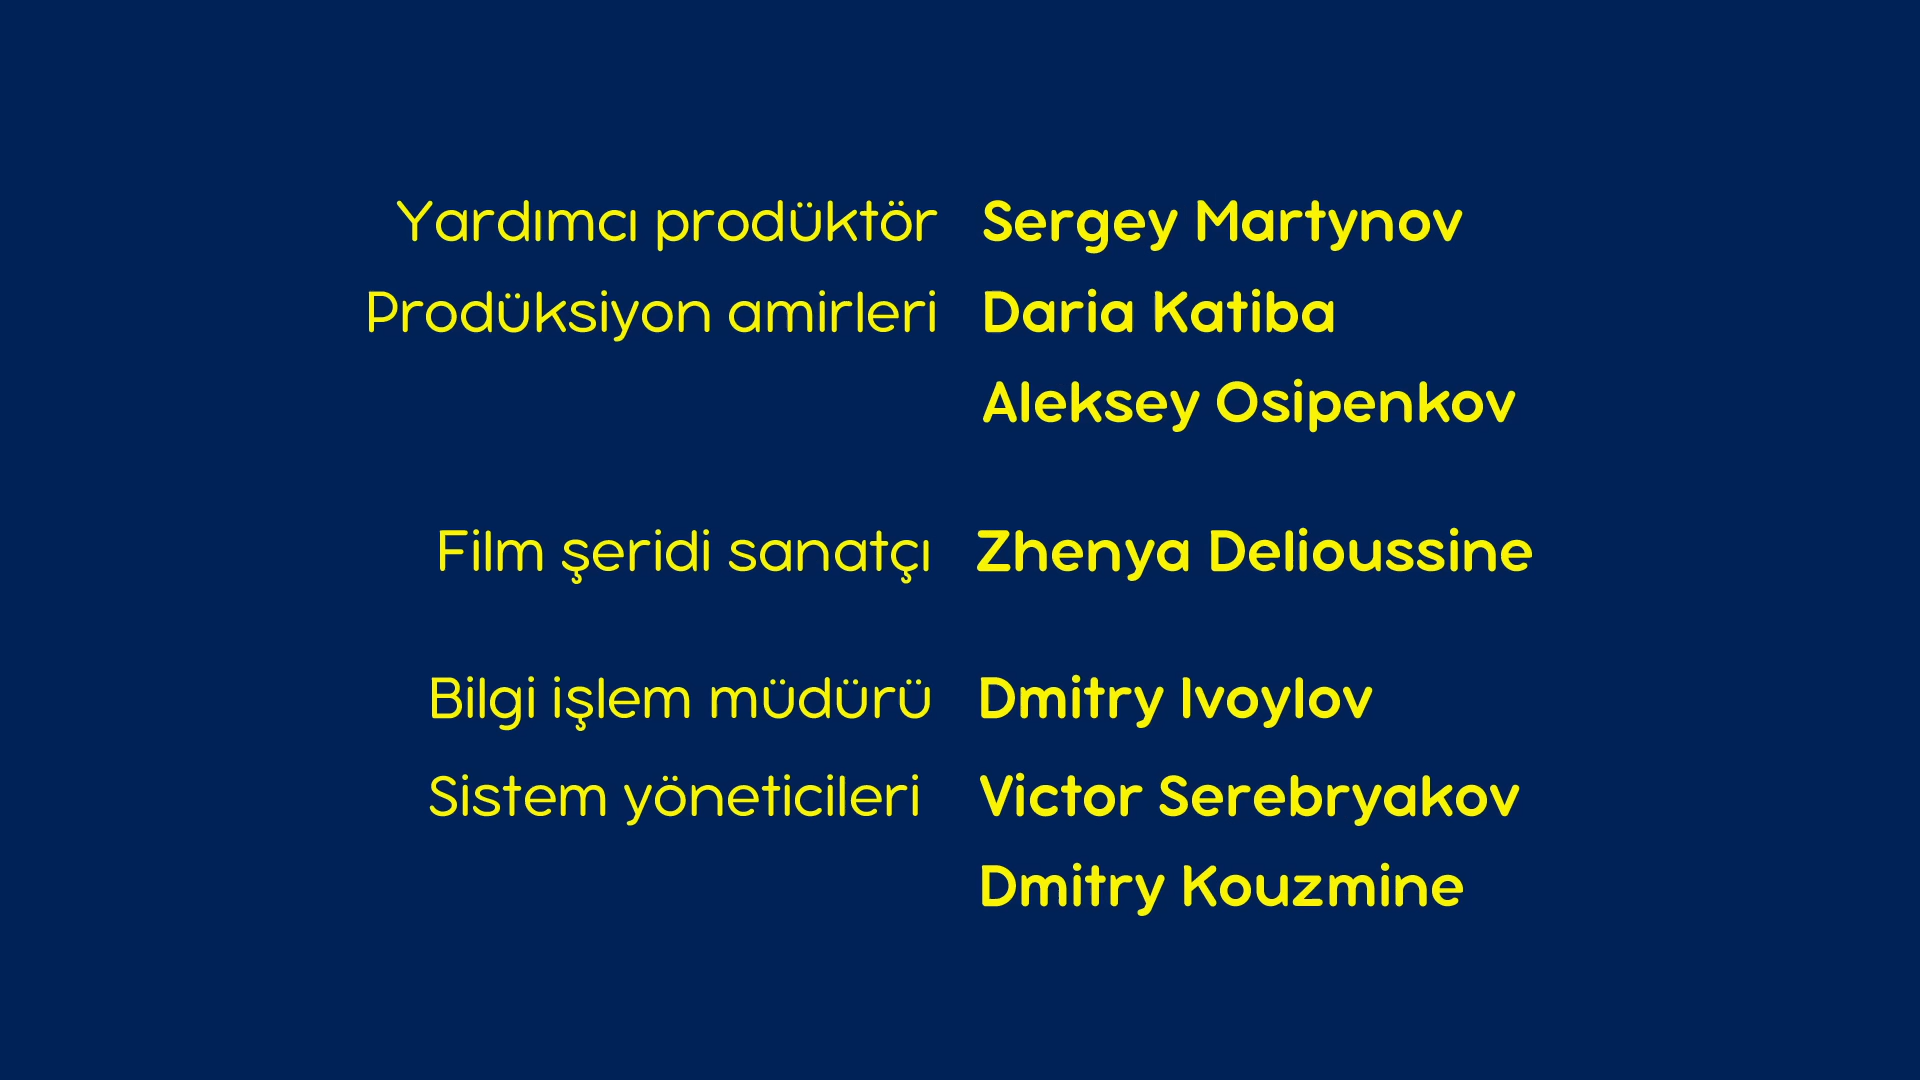 Yardımcı prodüktör Sergey Martynov
Prodüksiyon amirleri Daria Katiba
Aleksey Osipenkov
Film şeridi sanatçı Zhenya Delioussine
Bilgi işlem müdürü Dmitry Ivoylov
Sistem yöneticileri Victor Serebryakov
Dmitry Kouzmine